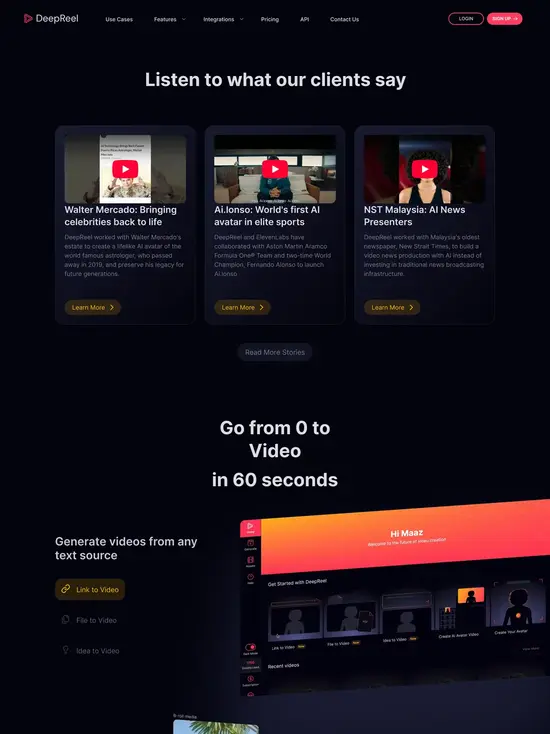 DeepReel
Use Cases
Features
Integrations
Pricing
API
Contact Us
LOGIN
SIGN UP
Listen to what our clients say
Walter Mercado: Bringing
celebrities back to life
DeepReel worked with Walter Mercado's
estate to create a lifelike AI avatar of the
world famous astrologer, who passed
away in 2019, and preserve his legacy for
future generations.
Learn More
Ai.lonso: World's first AI
avatar in elite sports
DeepReel and ElevenLabs have
collaborated with Aston Martin Aramco
Formula One® Team and two-time World
Champion, Fernando Alonso to launch
Ai.lonso.
Learn More
NST Malaysia: AI News
Presenters
DeepReel worked with Malaysia's oldest
newspaper, New Strait Times, to build a
video news production with AI instead of
investing in traditional news broadcasting
infrastructure.
Learn More
Read More Stories
Go from 0 to
Video
in 60 seconds
Generate videos from any
text source
Link to Video
File to Video
Idea to Video
Hi Maaz
Welcome to the future of video creation
Get Started with DeepReel
Link to Video
File to Video
Idea to Video
Create AI Avatar Video
Create Your Avatar
Recent videos